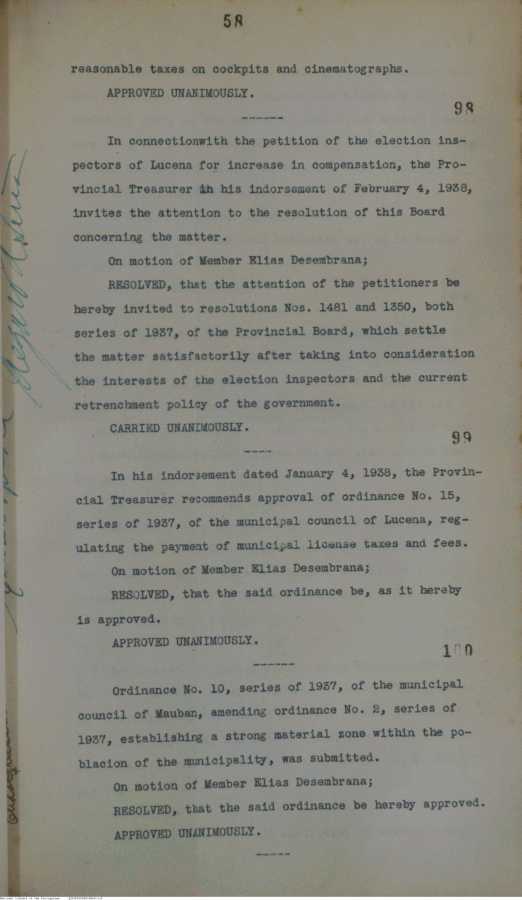 58
reasonable taxes on cockpits and cinematographs.
APPROVED UNANIMOUSLY.
98
------
In connectionwith the petition of the election ins-
pectors of Lucena for increase in compensation, the Pro-
vincial Treasurer in his indorsement of February 4, 1938,
invites the attention to the resolution of this Board
concerning the matter.
On motion of Member Elias Desembrana;
RESOLVED, that the attention of the petitioners be
hereby invited to resolutions Nos. 1481 and 1350, both
series of 1937, of the Provincial Board, which settle
the matter satisfactorily after taking into consideration
the interests of the election inspectors and the current
retrenchment policy of the government.
CARRIED UNANIMOUSLY.
99
----
In his indorsement dated January 4, 1938, the Provin-
cial Treasurer recommends approval of ordinance No. 15,
series of 1937, of the municipal council of Lucena, reg-
ulating the payment of municipal license taxes and fees.
On motion of Member Elias Desembrana;
RESOLVED, that the said ordinance be, as it hereby
is approved.
APPROVED UNANIMOUSLY.
100
------
Ordinance No. 10, series of 1937, of the municipal
council of Mauban, amending ordinance No. 2, series of
1937, establishing a strong material zone within the po-
blacion of the municipality, was submitted.
On motion of Member Elias Desembrana;
RESOLVED, that the said ordinance be hereby approved.
APPROVED UNANIMOUSLY.
-----